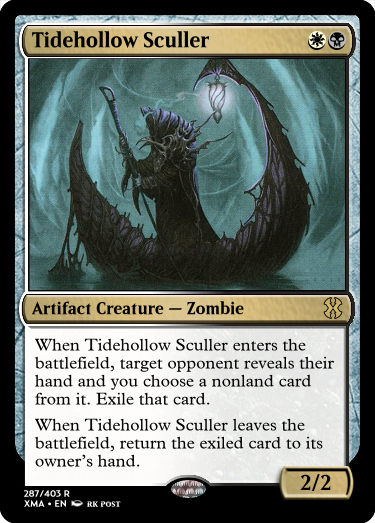 Tidehollow Sculler
Artifact Creature — Zombie
When Tidehollow Sculler enters the
battlefield, target opponent reveals their
hand and you choose a nonland card
from it. Exile that card.
When Tidehollow Sculler leaves the
battlefield, return the exiled card to its
owner's hand.
2/2
287/403 R
XMA • EN RK POST